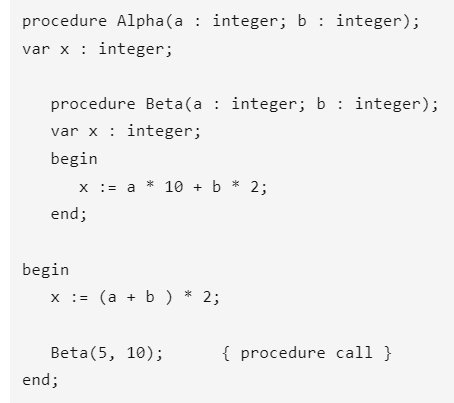 procedure Alpha(a : integer; b : integer);
var x : integer;
procedure Beta(a : integer; b : integer);
var x : integer;
begin
x := a * 10 + b * 2;
end;
begin
x := (a + b ) * 2;
Beta(5, 10); { procedure call }
end;